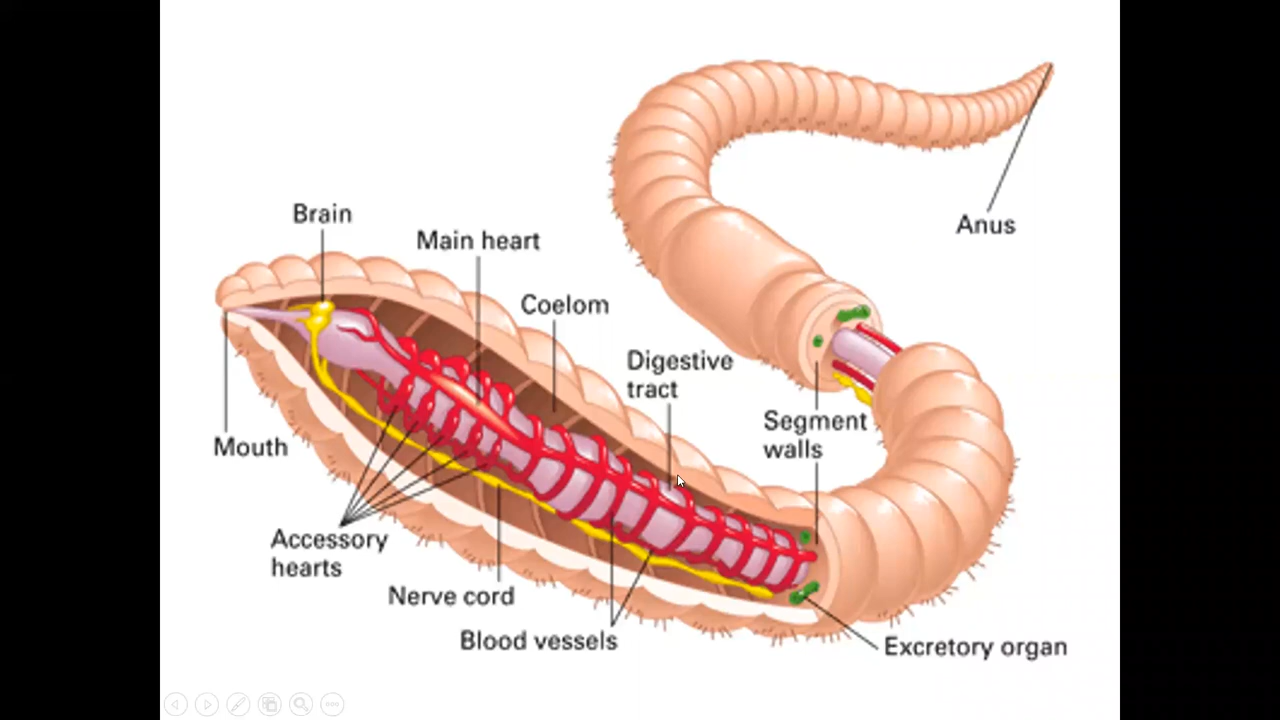 Brain
Main heart
Anus
Coelom
Digestive
tract
Segment
walls
Mouth
Accessory
hearts
Nerve cord
Blood vessels
Excretory organ